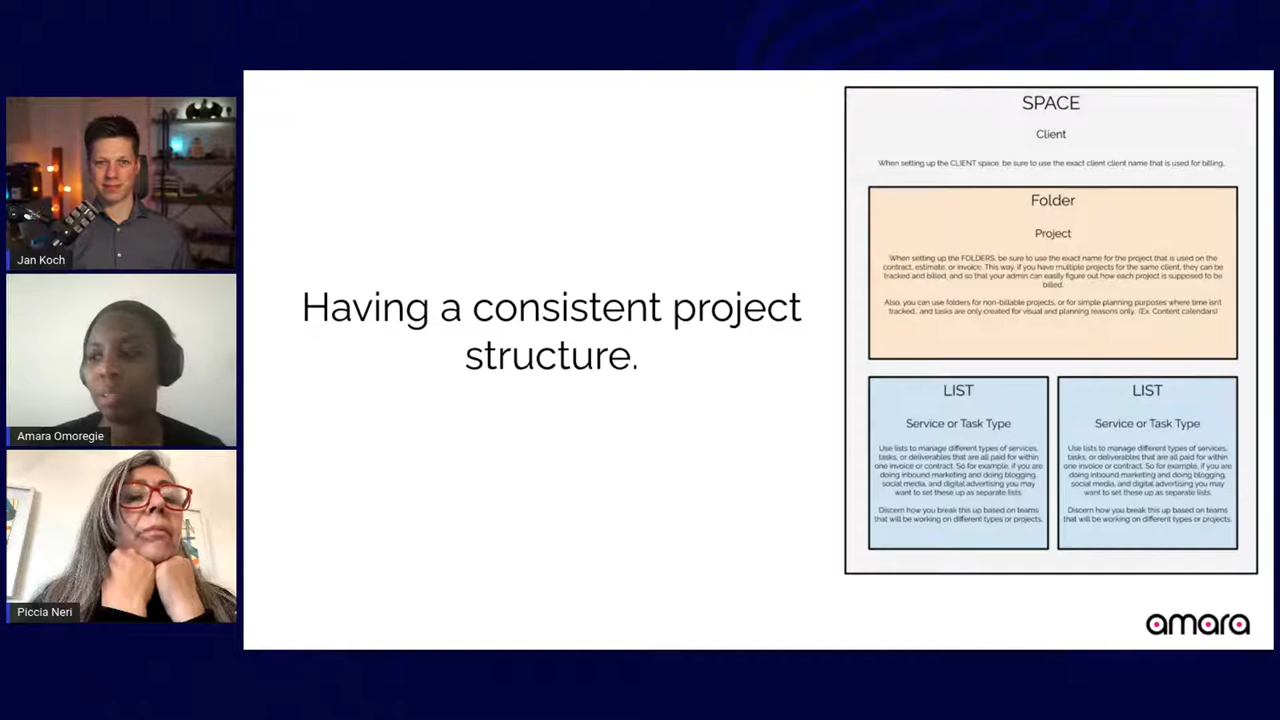 Jan Koch
Amara Omoregie
Piccia Neri
Having a consistent project
structure.
SPACE
Client
When setting up the CLIENT space, be sure to use the exact client client name that is used for billing.
Folder
Project
When setting up the FOLDERS, be sure to use the exact name for the project that is used on the
contract, estimate, or invoice. This way, if you have multiple projects for the same client, they can be
tracked and billed, and so that your admin can easily figure out how each project is supposed to be
billed.
Also, you can use folders for non-billable projects, or for simple planning purposes where time isn't
tracked, and tasks are only created for visual and planning reasons only. (Ex. Content calendars)
LIST
Service or Task Type
Use lists to manage different types of services,
tasks, or deliverables that are all paid for within
one invoice or contract. So for example, if you are
doing inbound marketing and doing blogging,
social media, and digital advertising you may
want to set these up as separate lists.
Discern how you break this up based on teams
that will be working on different types or projects.
LIST
Service or Task Type
Use lists to manage different types of services,
tasks, or deliverables that are all paid for within
one invoice or contract. So for example, if you are
doing inbound marketing and doing blogging,
social media, and digital advertising you may
want to set these up as separate lists.
Discern how you break this up based on teams
that will be working on different types or projects.
amara